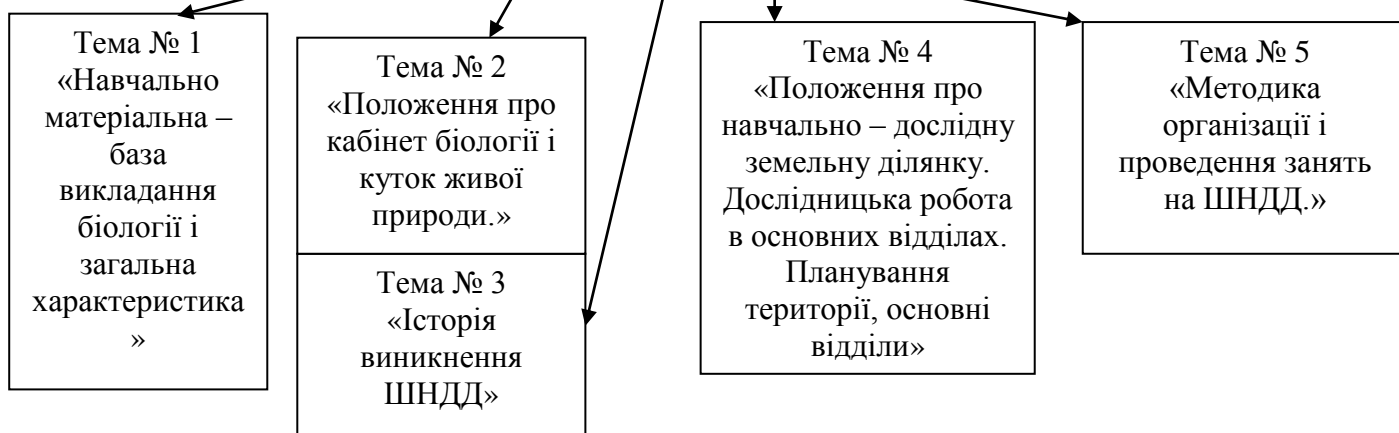 Тема № 1
«Навчально
матеріальна –
база
викладання
біології і
загальна
характеристика
»
Тема № 2
«Положення про
кабінет біології і
куток живої
природи.»
Тема № 3
«Історія
виникнення
ШНДД»
Тема № 4
«Положення про
навчально – дослідну
земельну ділянку.
Дослідницька робота
в основних відділах.
Планування
території, основні
відділи»
Тема № 5
«Методика
організації і
проведення занять
на ШНДД.»